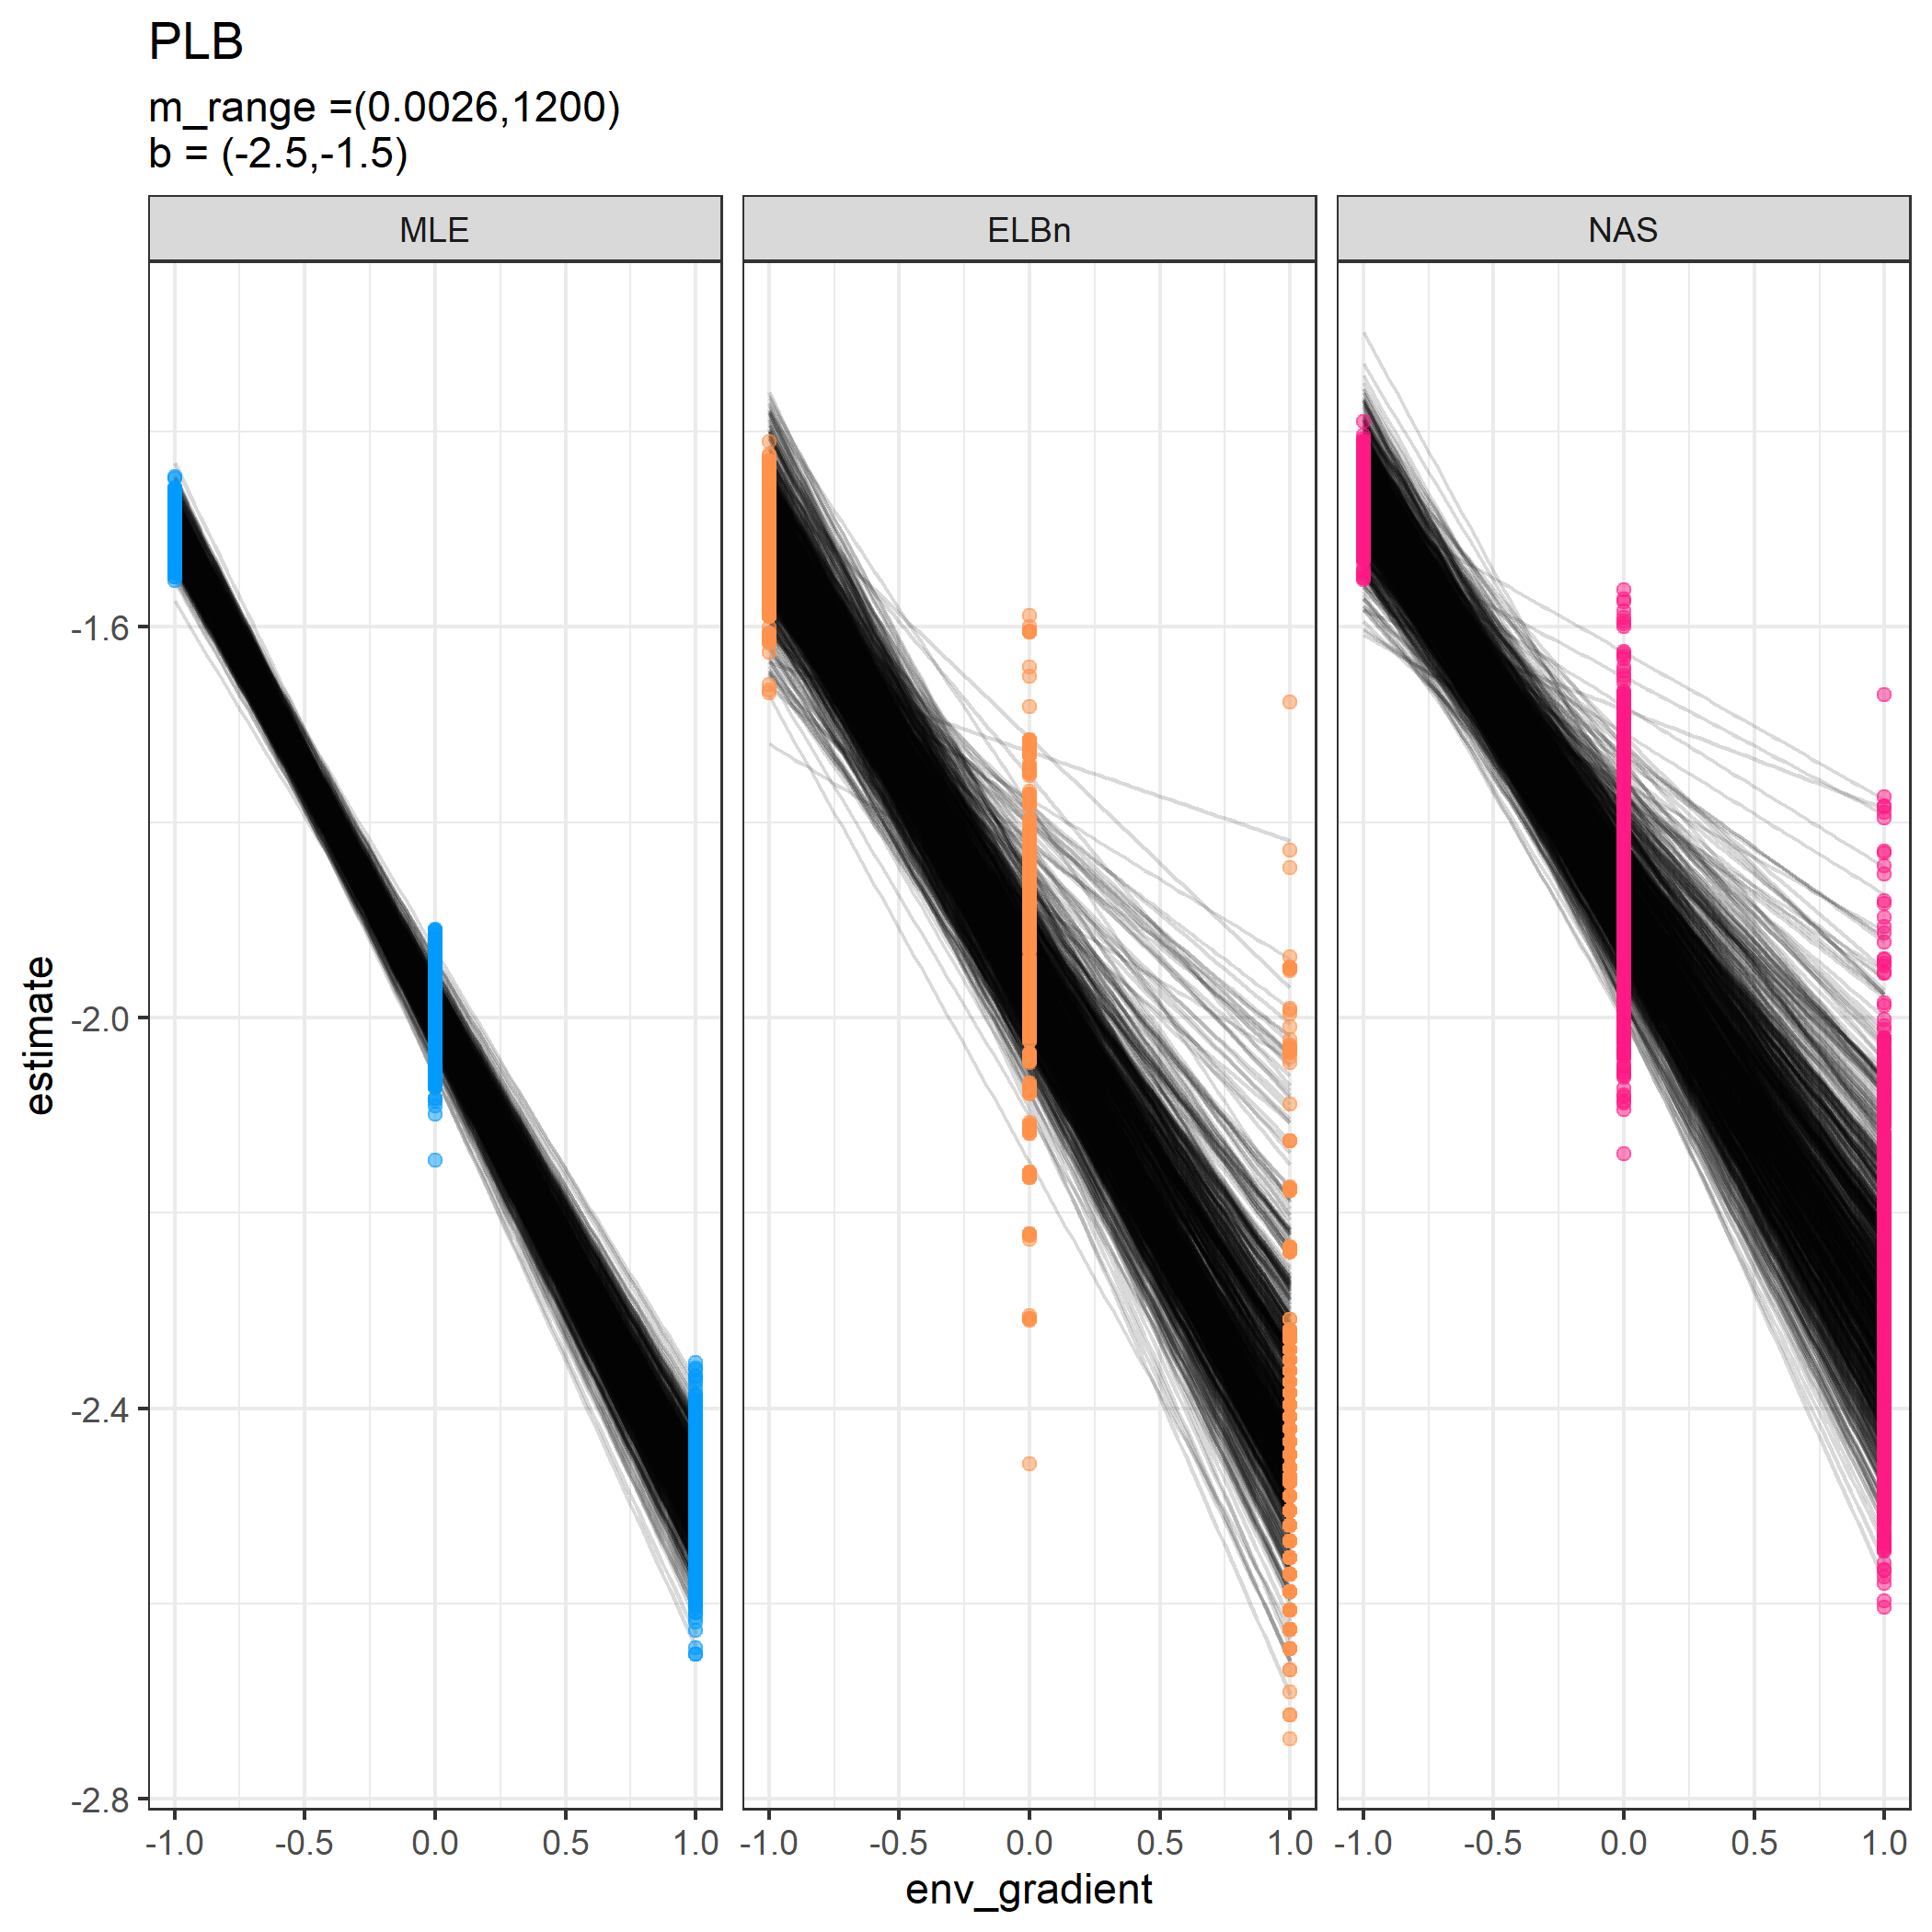 PLB
m_range =(0.0026,1200)
b = (-2.5,-1.5)
MLE ELBn NAS
-1.6
-2.0
-2.4
-2.8
estimate
-1.0 -0.5 0.0 0.5 1.0 -1.0 -0.5 0.0 0.5 1.0 -1.0 -0.5 0.0 0.5 1.0
env_gradient